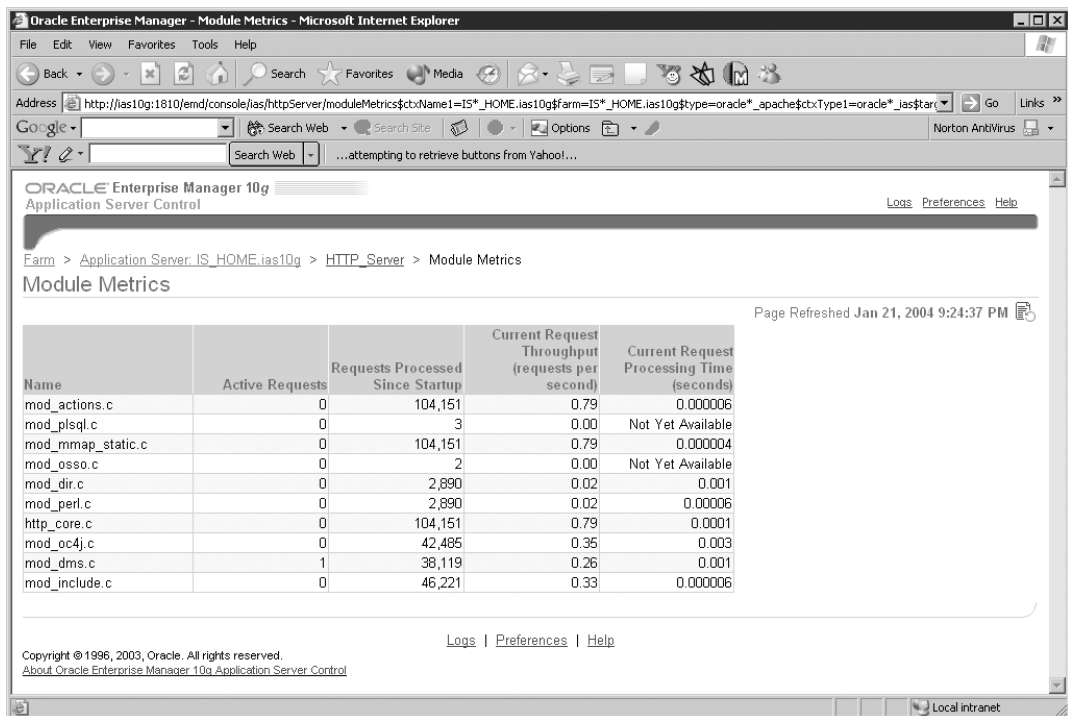 Oracle Enterprise Manager - Module Metrics - Microsoft Internet Explorer
File Edit View Favorites Tools Help
Back Search Favorites Media
Address http://ias10g:1810/emd/console/ias/httpServer/moduleMetrics$ctxName1=IS*_HOME.ias10g$farm=IS*_HOME.ias10g$type=oracle*_apache$ctxType1=oracle*_ias$targ Go Links »
Google Search Web Search Site Options Norton AntiVirus
Y! Search Web ...attempting to retrieve buttons from Yahoo!...
ORACLE Enterprise Manager 10g
Application Server Control
Logs Preferences Help
Farm > Application Server: IS_HOME.ias10g > HTTP_Server > Module Metrics
Module Metrics
Page Refreshed Jan 21, 2004 9:24:37 PM
Name Active Requests Requests Processed Since Startup Current Request Throughput (requests per second) Current Request Processing Time (seconds)
mod_actions.c 0 104,151 0.79 0.000006
mod_plsql.c 0 3 0.00 Not Yet Available
mod_mmap_static.c 0 104,151 0.79 0.000004
mod_osso.c 0 2 0.00 Not Yet Available
mod_dir.c 0 2,890 0.02 0.001
mod_perl.c 0 2,890 0.02 0.00006
http_core.c 0 104,151 0.79 0.0001
mod_oc4j.c 0 42,485 0.35 0.003
mod_dms.c 1 38,119 0.26 0.001
mod_include.c 0 46,221 0.33 0.000006
Logs | Preferences | Help
Copyright © 1996, 2003, Oracle. All rights reserved.
About Oracle Enterprise Manager 10g Application Server Control
Local intranet